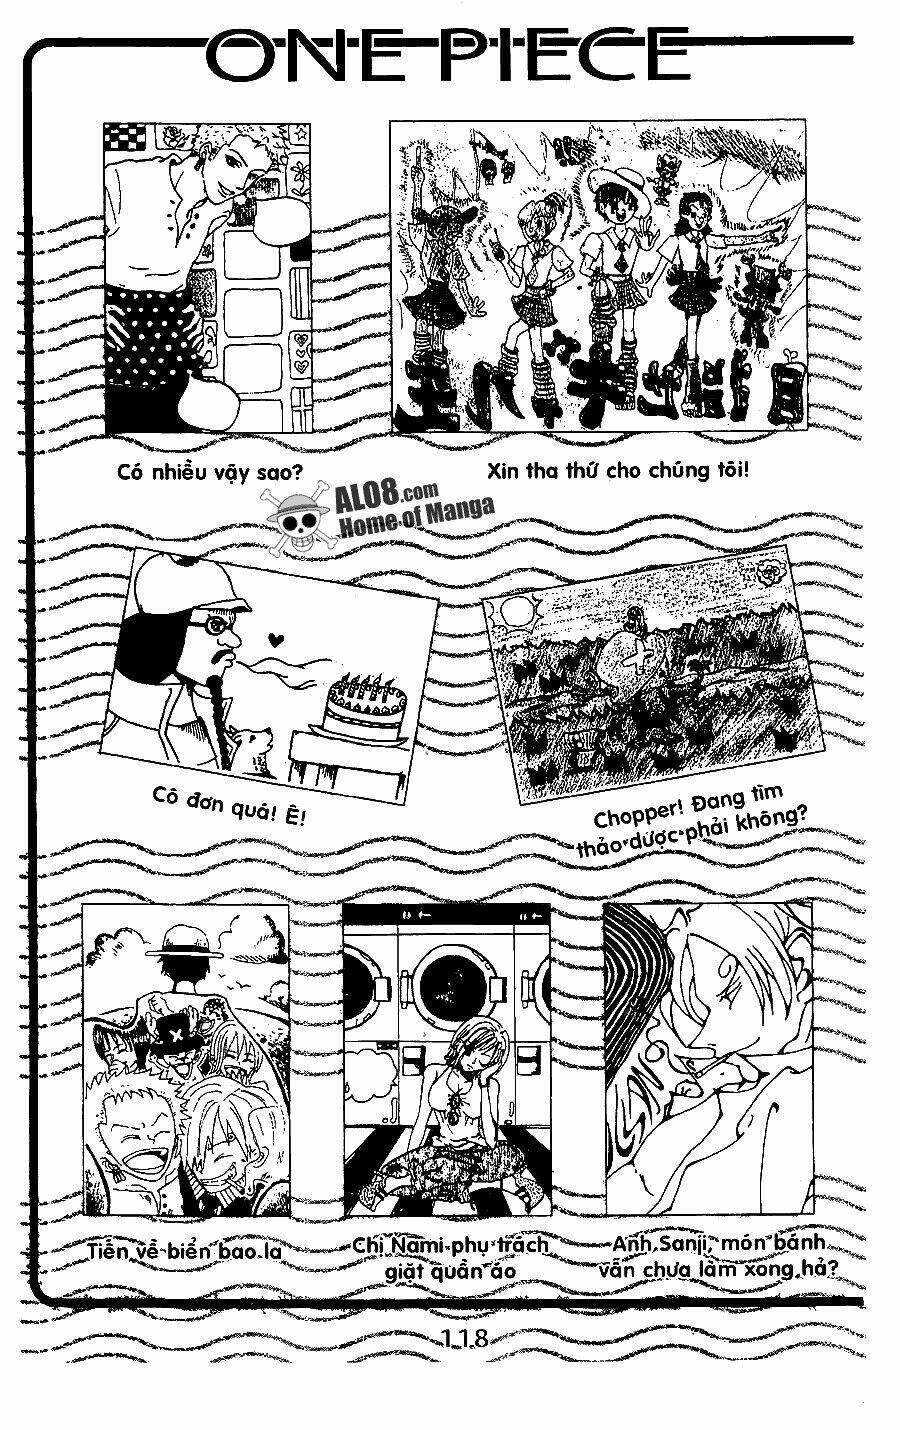 ONE PIECE
Có nhiều vậy sao?
Xin tha thứ cho chúng tôi!
AL08.com
Home of Manga
Cô đơn quá! Ê!
Chopper! Đang tìm
thảo dược phải không?
SANJI
Tiến về biển bao la
Chị Nami phụ trách
giặt quần áo
Anh Sanji, món bánh
vẫn chưa làm xong hả?
118